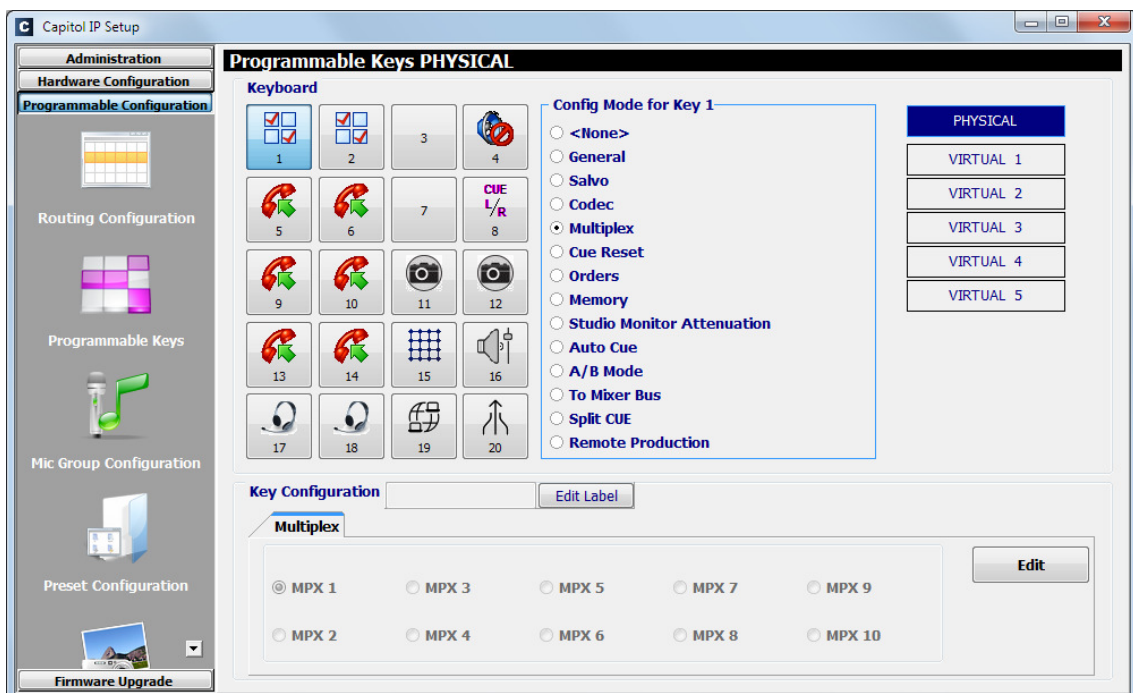 Capitol IP Setup
Administration
Hardware Configuration
Programmable Configuration
Routing Configuration
Programmable Keys
Mic Group Configuration
Preset Configuration
Firmware Upgrade
Programmable Keys PHYSICAL
Keyboard
1 2 3 4
CUE
L/R
5 6 7 8
9 10 11 12
13 14 15 16
17 18 19 20
Config Mode for Key 1
<None>
General
Salvo
Codec
Multiplex
Cue Reset
Orders
Memory
Studio Monitor Attenuation
Auto Cue
A/B Mode
To Mixer Bus
Split CUE
Remote Production
PHYSICAL
VIRTUAL 1
VIRTUAL 2
VIRTUAL 3
VIRTUAL 4
VIRTUAL 5
Key Configuration Edit Label
Multiplex
MPX 1 MPX 3 MPX 5 MPX 7 MPX 9
MPX 2 MPX 4 MPX 6 MPX 8 MPX 10
Edit